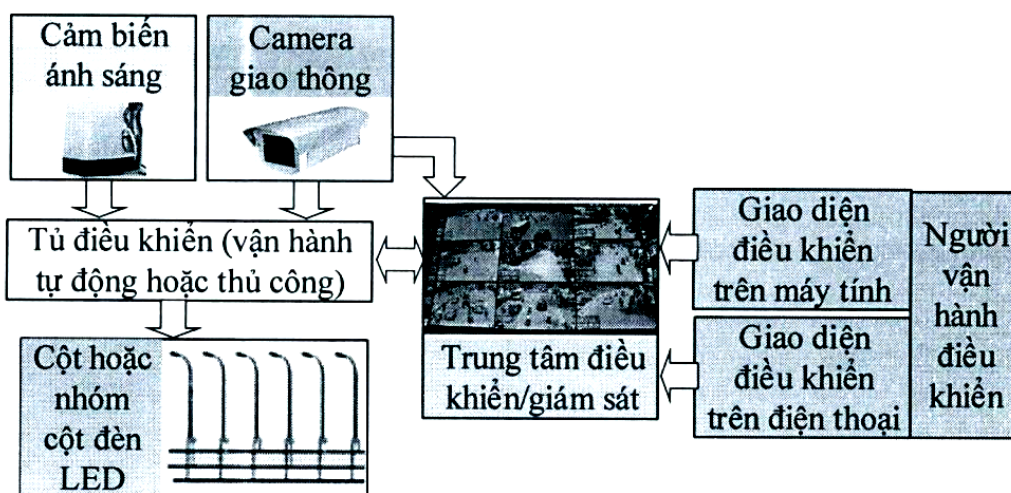 Cảm biến
ánh sáng
Camera
giao thông
Tủ điều khiển (vận hành
tự động hoặc thủ công)
Cột hoặc
nhóm
cột đèn
LED
Trung tâm điều
khiển/giám sát
Giao diện
điều khiển
trên máy tính
Giao diện
điều khiển
trên điện thoại
Người
vận
hành
điều
khiển